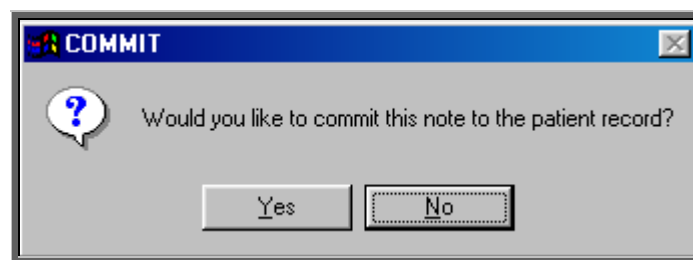 COMMIT
Would you like to commit this note to the patient record?
Yes No